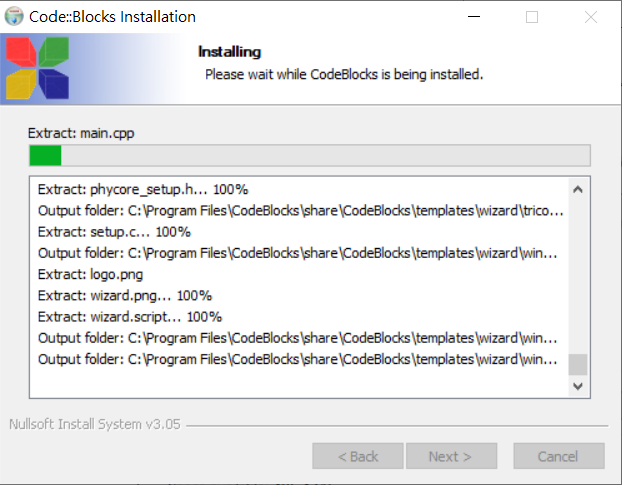 Code::Blocks Installation
Installing
Please wait while CodeBlocks is being installed.
Extract: main.cpp
Extract: phycore_setup.h... 100%
Output folder: C:\Program Files\CodeBlocks\share\CodeBlocks\templates\wizard\trico...
Extract: setup.c... 100%
Output folder: C:\Program Files\CodeBlocks\share\CodeBlocks\templates\wizard\win...
Extract: logo.png
Extract: wizard.png... 100%
Extract: wizard.script... 100%
Output folder: C:\Program Files\CodeBlocks\share\CodeBlocks\templates\wizard\win...
Output folder: C:\Program Files\CodeBlocks\share\CodeBlocks\templates\wizard\win...
Nullsoft Install System v3.05
< Back Next > Cancel